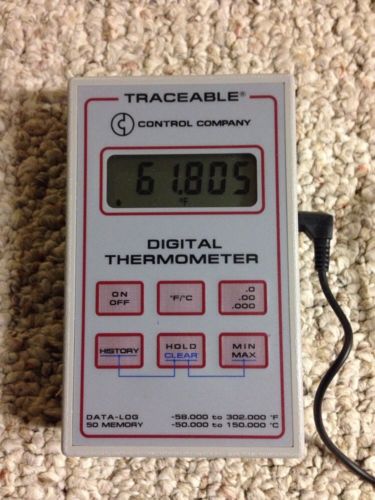 TRACEABLE®
CONTROL COMPANY
61.805
°F
DIGITAL
THERMOMETER
ON
OFF
°F/°C
.0
.00
.000
HISTORY
HOLD
CLEAR
MIN
MAX
DATA-LOG -58.000 to 302.000 °F
50 MEMORY -50.000 to 150.000 °C